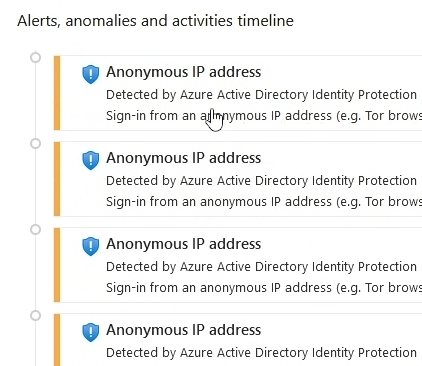 Alerts, anomalies and activities timeline
Anonymous IP address
Detected by Azure Active Directory Identity Protection
Sign-in from an anonymous IP address (e.g. Tor brows
Anonymous IP address
Detected by Azure Active Directory Identity Protection
Sign-in from an anonymous IP address (e.g. Tor brows
Anonymous IP address
Detected by Azure Active Directory Identity Protection
Sign-in from an anonymous IP address (e.g. Tor brows
Anonymous IP address
Detected by Azure Active Directory Identity Protection